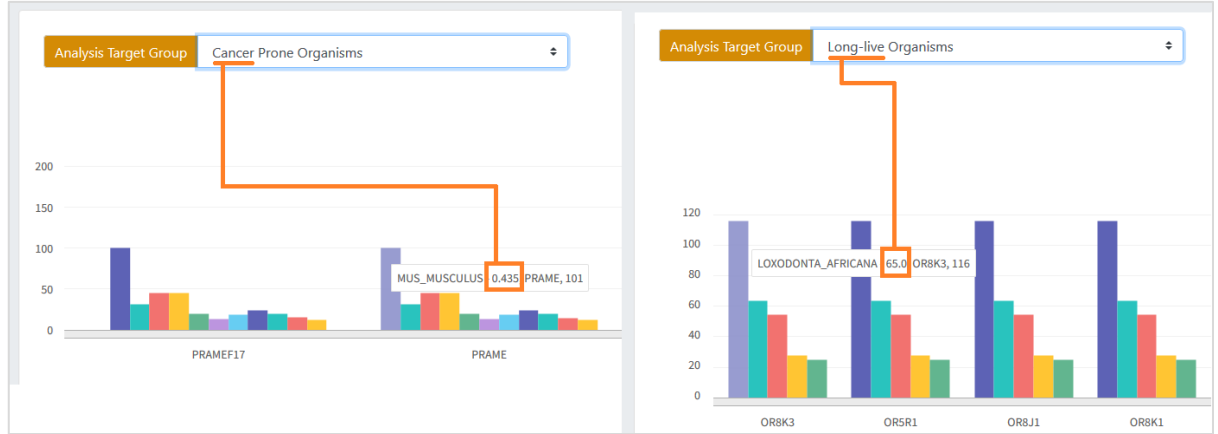 Analysis Target Group Cancer Prone Organisms
200
150
100
50
0
MUS_MUSCULUS 0.435 PRAME, 101
PRAMEF17 PRAME
Analysis Target Group Long-live Organisms
120
100
80
60
40
20
0
LOXODONTA_AFRICANA 65.0 OR8K3, 116
OR8K3 OR5R1 OR8J1 OR8K1